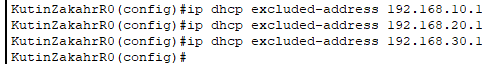 KutinZakahrR0(config)#ip dhcp excluded-address 192.168.10.1
KutinZakahrR0(config)#ip dhcp excluded-address 192.168.20.1
KutinZakahrR0(config)#ip dhcp excluded-address 192.168.30.1
KutinZakahrR0(config)#